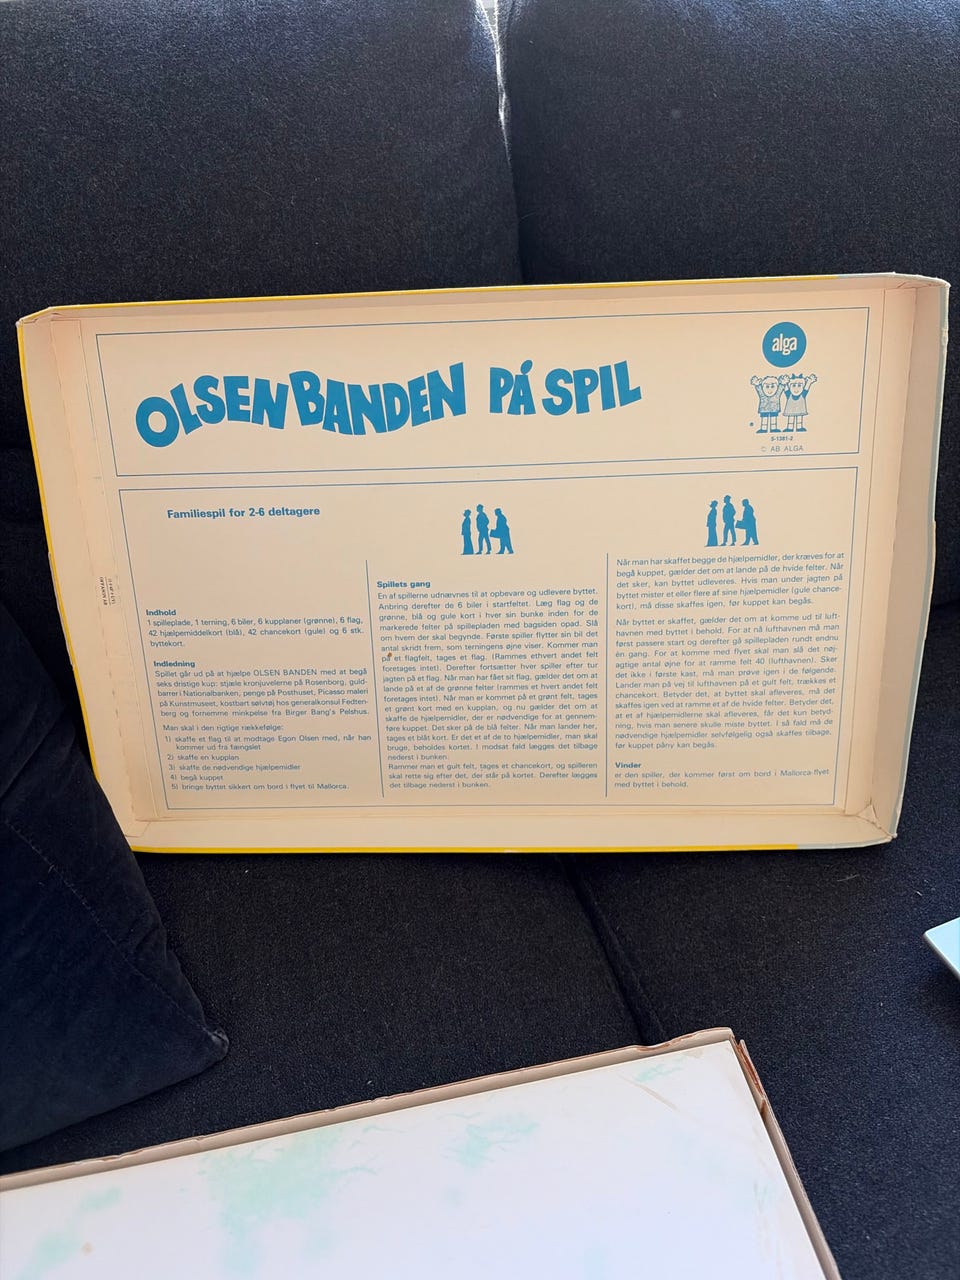 OLSEN BANDEN PÅ SPIL
alga
S-1381-2
© AB ALGA
Familiespil for 2-6 deltagere
Indhold
1 spilleplade, 1 terning, 6 biler, 6 kupplaner (grønne), 6 flag,
42 hjælpemiddelkort (blå), 42 chancekort (gule) og 6 stk.
byttekort.
Indledning
Spillet går ud på at hjælpe OLSEN BANDEN med at begå
seks dristige kup: stjæle kronjuvelerne på Rosenborg, guld-
barrer i Nationalbanken, penge på Posthuset, Picasso maleri
på Kunstmuseet, kostbart sølvtøj hos generalkonsul Fedten-
berg og fornemme minkpelse fra Birger Bang's Pelshus.
Man skal i den rigtige rækkefølge:
1) skaffe et flag til at modtage Egon Olsen med, når han
kommer ud fra fængslet
2) skaffe en kupplan
3) skaffe de nødvendige hjælpemidler
4) begå kuppet
5) bringe byttet sikkert om bord i flyet til Mallorca.
Spillets gang
En af spillerne udnævnes til at opbevare og udlevere byttet.
Anbring derefter de 6 biler i startfeltet. Læg flag og de
grønne, blå og gule kort i hver sin bunke inden for de
markerede felter på spillepladen med bagsiden opad. Slå
om hvem der skal begynde. Første spiller flytter sin bil det
antal skridt frem, som terningens øjne viser. Kommer man
på et flagfelt, tages et flag. (Rammes ethvert andet felt
foretages intet). Derefter fortsætter hver spiller efter tur
jagten på et flag. Når man har fået sit flag, gælder det om at
lande på et af de grønne felter (rammes et hvert andet felt
foretages intet). Når man er kommet på et grønt felt, tages
et grønt kort med en kupplan, og nu gælder det om at
skaffe de hjælpemidler, der er nødvendige for at gennem-
føre kuppet. Det sker på de blå felter. Når man lander her,
tages et blåt kort. Er det et af de to hjælpemidler, man skal
bruge, beholdes kortet. I modsat fald lægges det tilbage
nederst i bunken.
Rammer man et gult felt, tages et chancekort, og spilleren
skal rette sig efter det, der står på kortet. Derefter lægges
det tilbage nederst i bunken.
Når man har skaffet begge de hjælpemidler, der kræves for at
begå kuppet, gælder det om at lande på de hvide felter. Når
det sker, kan byttet udleveres. Hvis man under jagten på
byttet mister et eller flere af sine hjælpemidler (gule chance-
kort), må disse skaffes igen, før kuppet kan begås.
Når byttet er skaffet, gælder det om at komme ud til luft-
havnen med byttet i behold. For at nå lufthavnen må man
først passere start og derefter gå spillepladen rundt endnu
én gang. For at komme med flyet skal man slå det nøj-
agtige antal øjne for at ramme felt 40 (lufthavnen). Sker
det ikke i første kast, må man prøve igen i de følgende.
Lander man på vej til lufthavnen på et gult felt, trækkes et
chancekort. Betyder det, at byttet skal afleveres, må det
skaffes igen ved at ramme et af de hvide felter. Betyder det,
at et af hjælpemidlerne skal afleveres, får det kun betyd-
ning, hvis man senere skulle miste byttet. I så fald må de
nødvendige hjælpemidler selvfølgelig også skaffes tilbage,
før kuppet påny kan begås.
Vinder
er den spiller, der kommer først om bord i Mallorca-flyet
med byttet i behold.